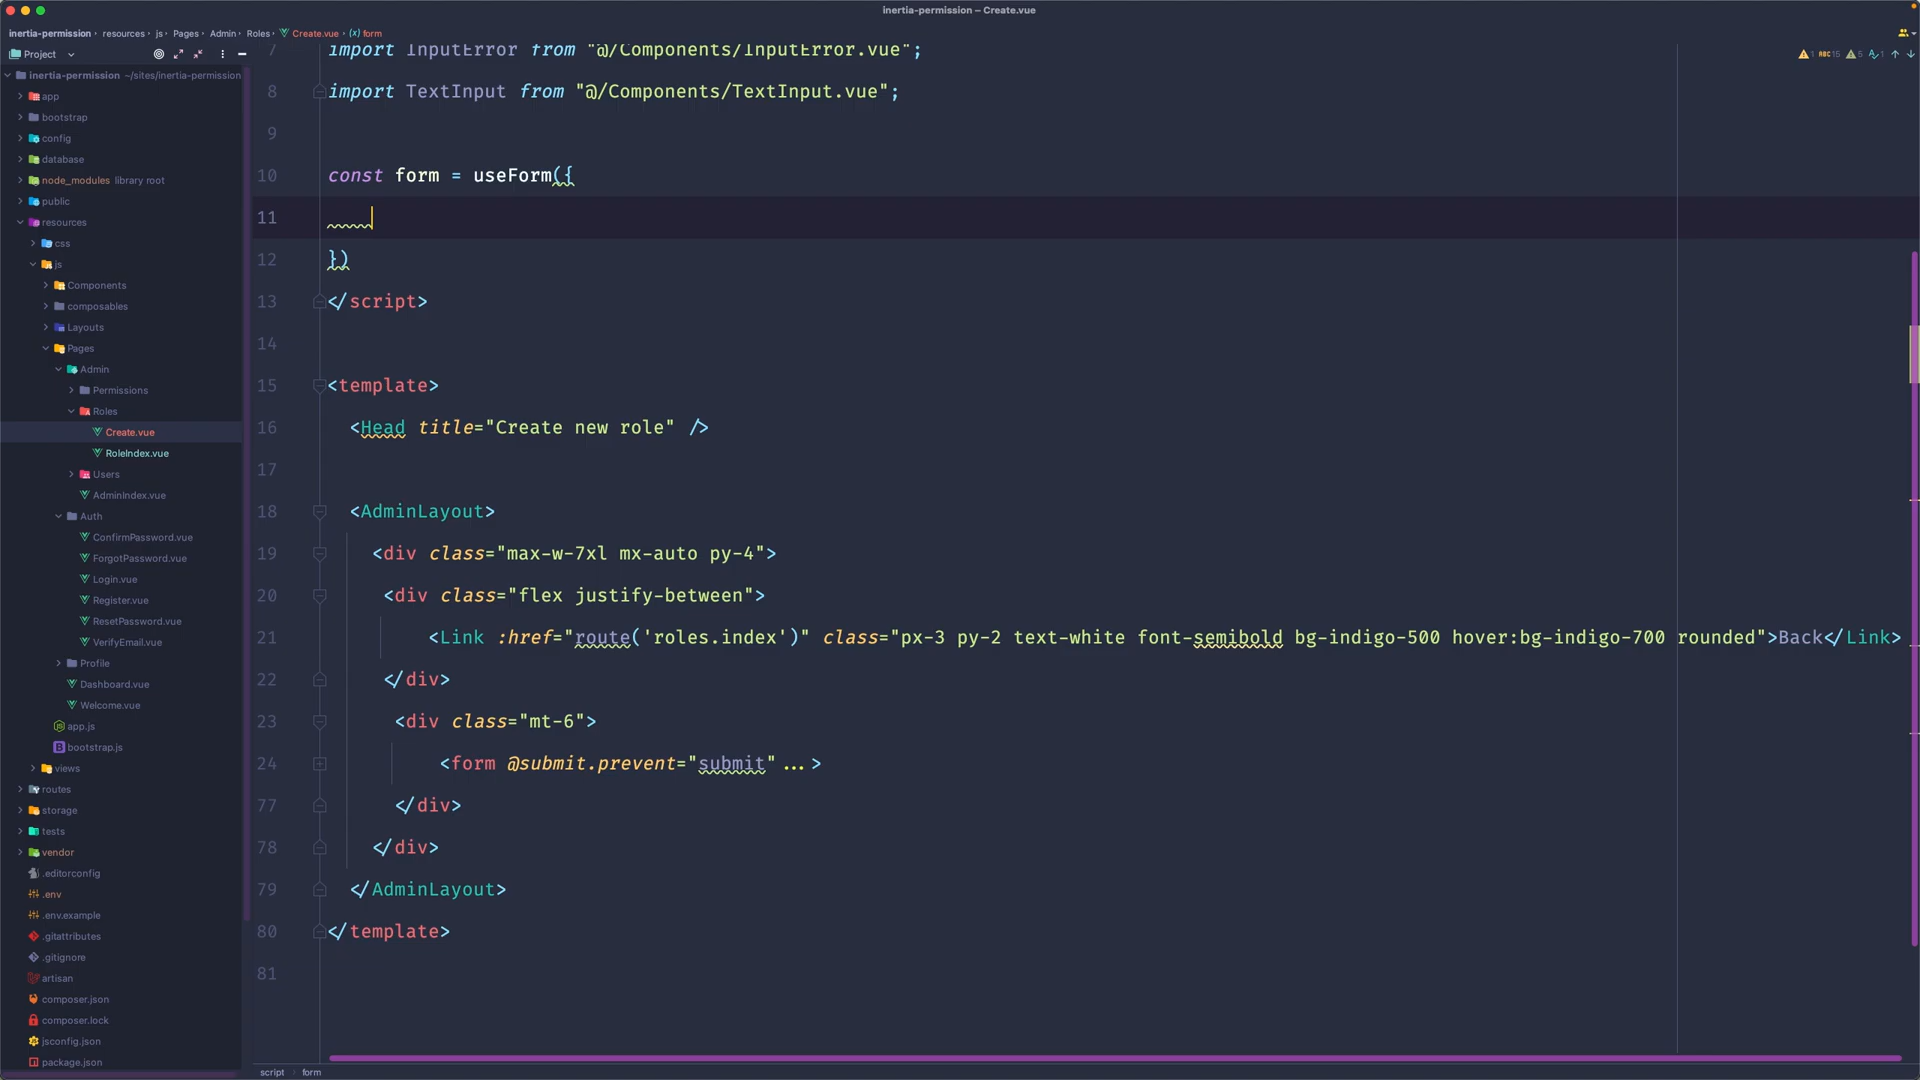 inertia-permission – Create.vue
inertia-permission › resources › js › Pages › Admin › Roles › Create.vue › (x) form
Project
inertia-permission ~/sites/inertia-permission
app
bootstrap
config
database
node_modules library root
public
resources
css
js
Components
composables
Layouts
Pages
Admin
Permissions
Roles
Create.vue
RoleIndex.vue
Users
AdminIndex.vue
Auth
ConfirmPassword.vue
ForgotPassword.vue
Login.vue
Register.vue
ResetPassword.vue
VerifyEmail.vue
Profile
Dashboard.vue
Welcome.vue
app.js
bootstrap.js
views
routes
storage
tests
vendor
.editorconfig
.env
.env.example
.gitattributes
.gitignore
artisan
composer.json
composer.lock
jsconfig.json
package.json
1 ABC 15 5 1
7 import InputError from "@/Components/InputError.vue";
8 import TextInput from "@/Components/TextInput.vue";
9
10 const form = useForm({
11
12 })
13 </script>
14
15 <template>
16 <Head title="Create new role" />
17
18 <AdminLayout>
19 <div class="max-w-7xl mx-auto py-4">
20 <div class="flex justify-between">
21 <Link :href="route('roles.index')" class="px-3 py-2 text-white font-semibold bg-indigo-500 hover:bg-indigo-700 rounded">Back</Link>
22 </div>
23 <div class="mt-6">
24 <form @submit.prevent="submit"...>
77 </div>
78 </div>
79 </AdminLayout>
80 </template>
81
script › form